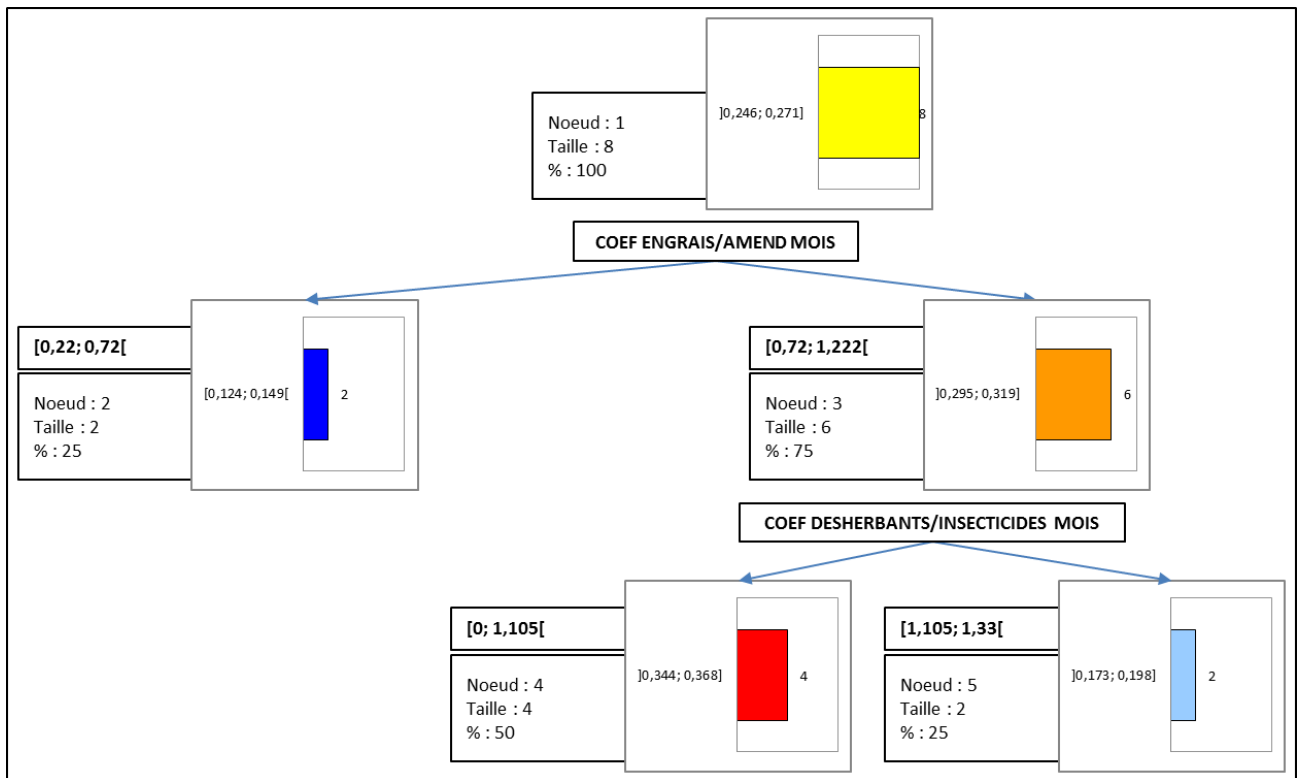 ]0,246; 0,271]
8
Noeud : 1
Taille : 8
% : 100
COEF ENGRAIS/AMEND MOIS
[0,22; 0,72[
[0,124; 0,149[
2
Noeud : 2
Taille : 2
% : 25
[0,72; 1,222[
]0,295; 0,319]
6
Noeud : 3
Taille : 6
% : 75
COEF DESHERBANTS/INSECTICIDES MOIS
[0; 1,105[
]0,344; 0,368]
4
Noeud : 4
Taille : 4
% : 50
[1,105; 1,33[
]0,173; 0,198]
2
Noeud : 5
Taille : 2
% : 25